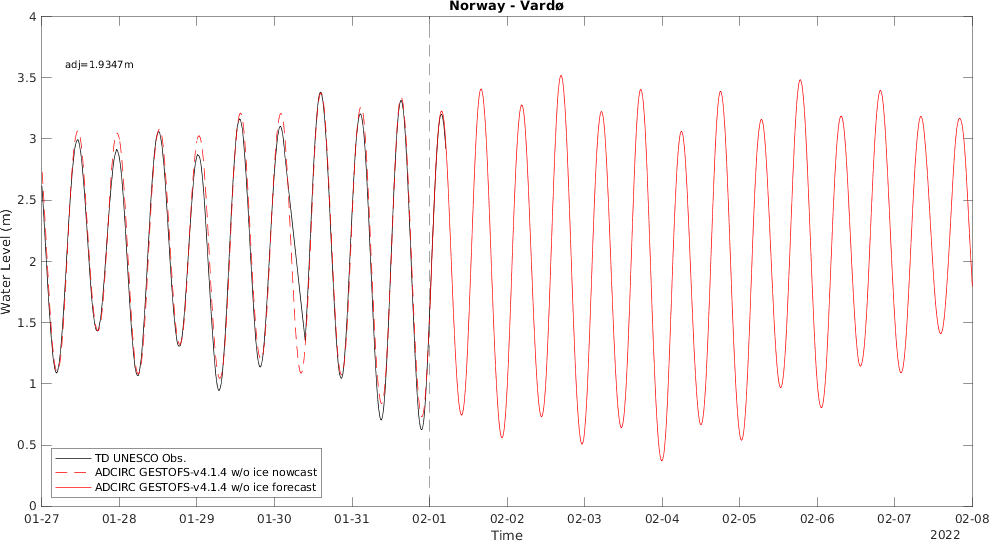 Norway - Vardø
4
adj=1.9347m
3.5
3
2.5
2
1.5
1
0.5
0
Water Level (m)
TD UNESCO Obs.
ADCIRC GESTOFS-v4.1.4 w/o ice nowcast
ADCIRC GESTOFS-v4.1.4 w/o ice forecast
01-27 01-28 01-29 01-30 01-31 02-01 02-02 02-03 02-04 02-05 02-06 02-07 02-08
Time
2022